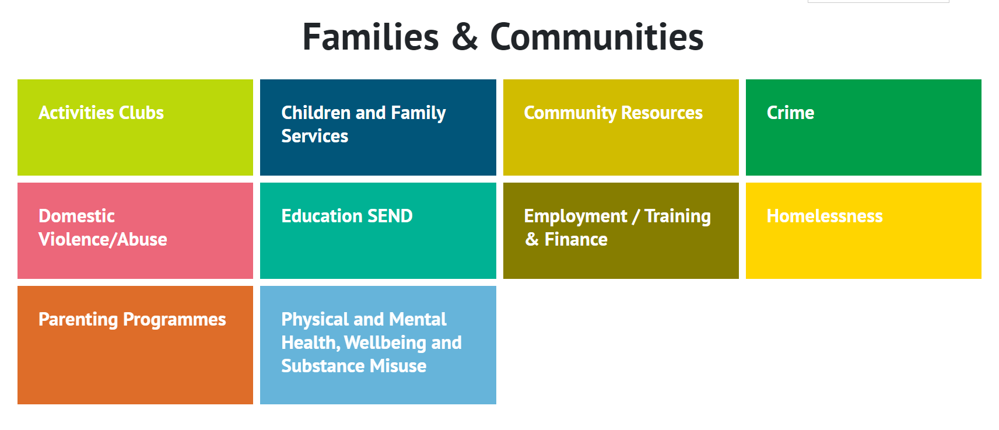 Families & Communities
Activities Clubs
Children and Family
Services
Community Resources
Crime
Domestic
Violence/Abuse
Education SEND
Employment / Training
& Finance
Homelessness
Parenting Programmes
Physical and Mental
Health, Wellbeing and
Substance Misuse